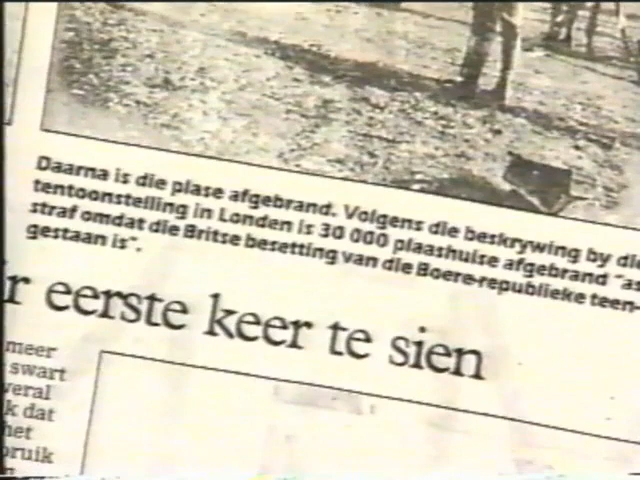 Daarna is die plase afgebrand. Volgens die beskrywing by die
tentoonstelling in Londen is 30 000 plaashuise afgebrand "as
straf omdat die Britse besetting van die Boere-republieke teen-
gestaan is".
r eerste keer te sien
meer
swart
veral
k dat
het
bruik